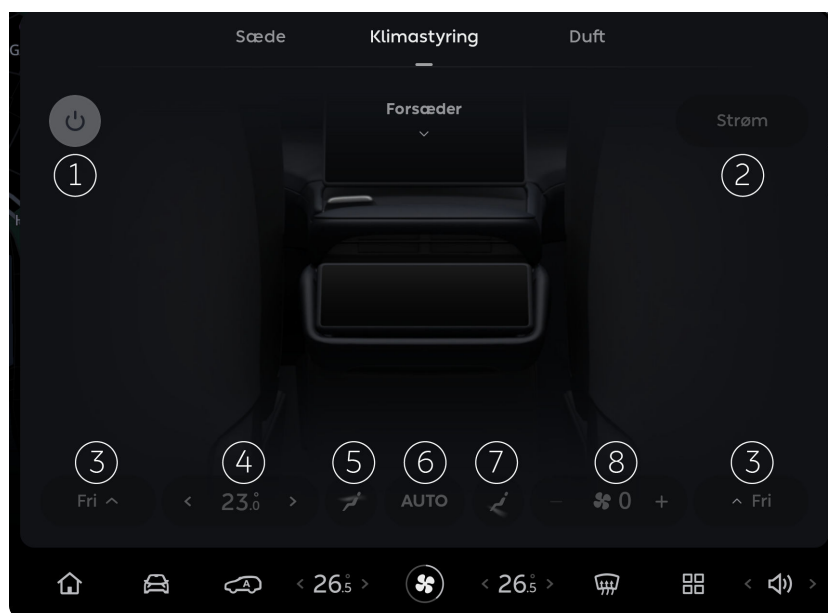 Sæde Klimastyring Duft
G
Forsæder
Strøm
1 2
3 4 5 6 7 8 3
Fri 23.0° AUTO 0 Fri
A 26.5° 26.5°